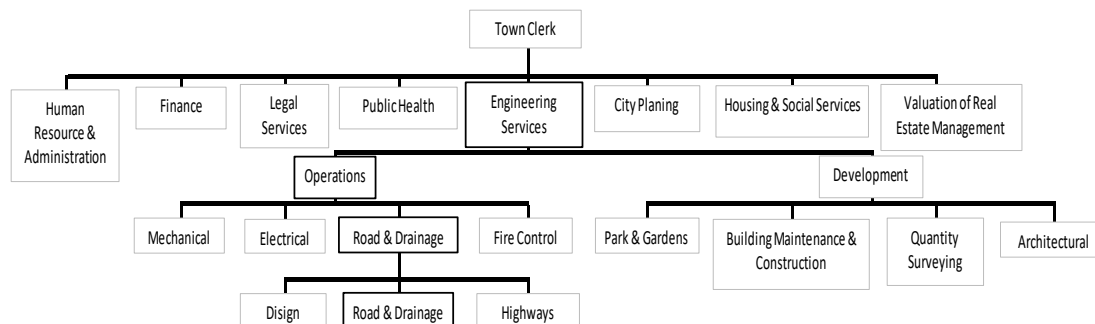 Town Clerk
Human
Resource &
Administration
Finance
Legal
Services
Public Health
Engineering
Services
City Planing
Housing & Social Services
Valuation of Real
Estate Management
Operations
Development
Mechanical
Electrical
Road & Drainage
Fire Control
Park & Gardens
Building Maintenance &
Construction
Quantity
Surveying
Architectural
Disign
Road & Drainage
Highways